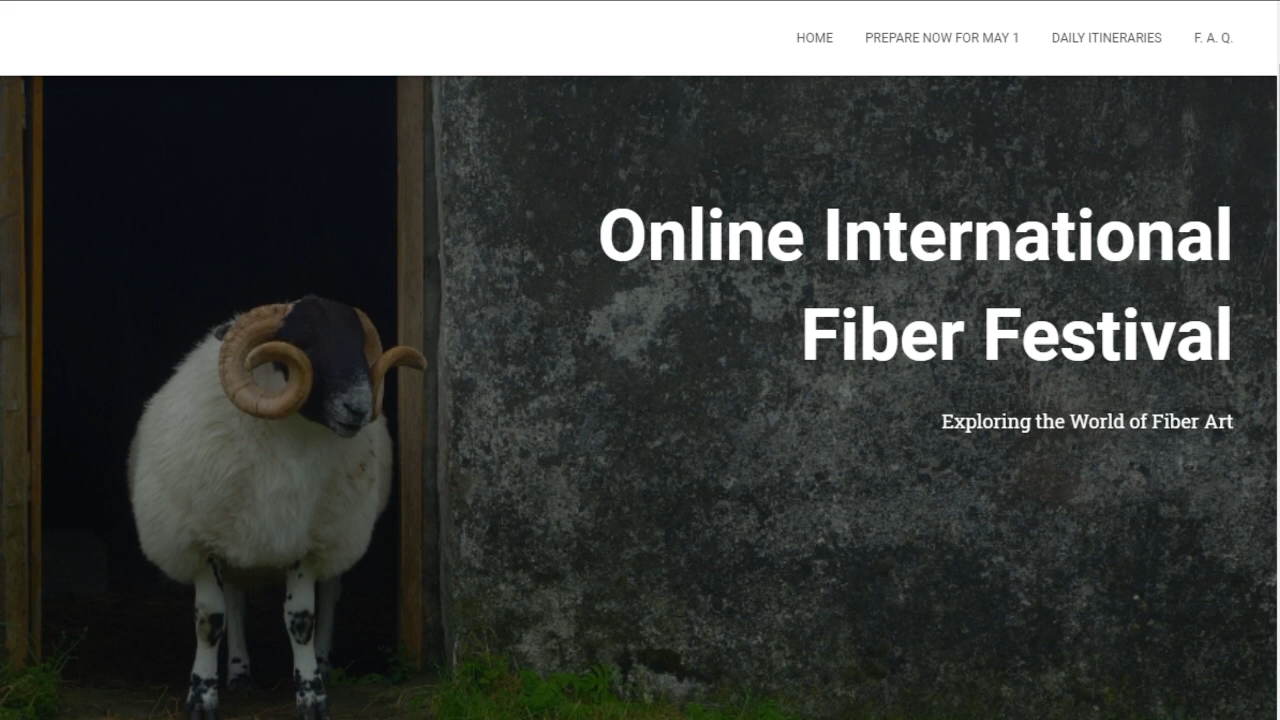 HOME PREPARE NOW FOR MAY 1 DAILY ITINERARIES F. A. Q.
Online International
Fiber Festival
Exploring the World of Fiber Art